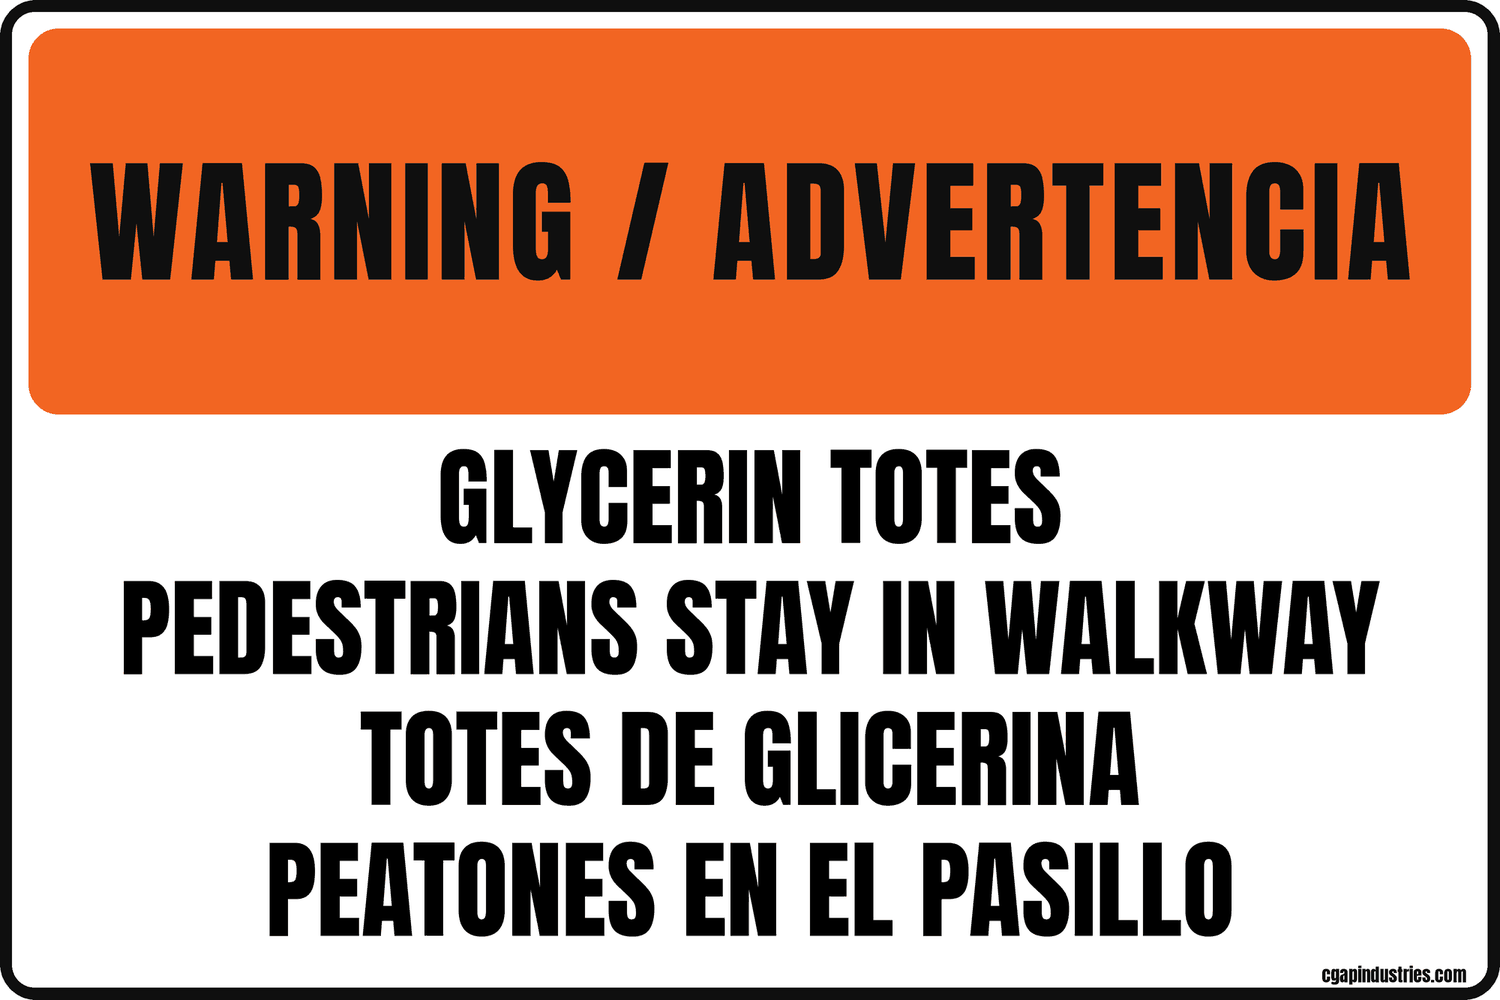 WARNING / ADVERTENCIA
GLYCERIN TOTES
PEDESTRIANS STAY IN WALKWAY
TOTES DE GLICERINA
PEATONES EN EL PASILLO
cgapindustries.com